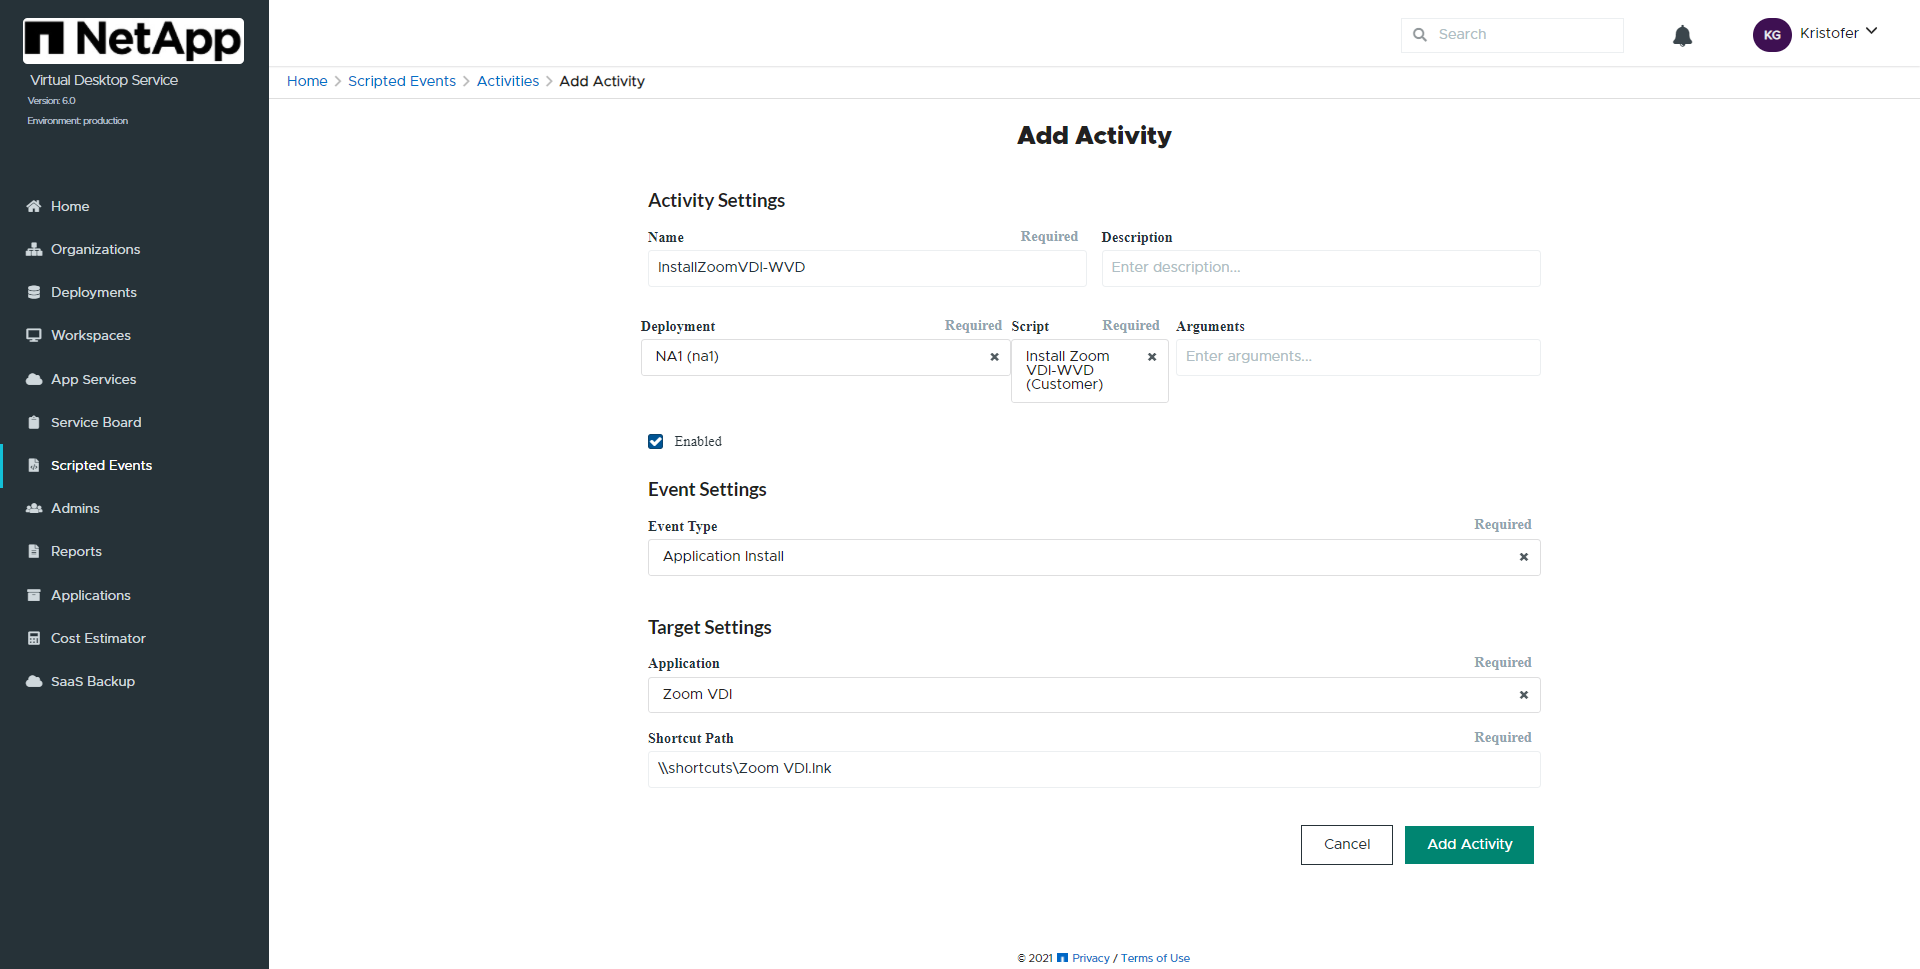 NetApp
Virtual Desktop Service
Version: 6.0
Environment: production
Home
Organizations
Deployments
Workspaces
App Services
Service Board
Scripted Events
Admins
Reports
Applications
Cost Estimator
SaaS Backup
Search
KG Kristofer
Home > Scripted Events > Activities > Add Activity
Add Activity
Activity Settings
Name Required Description
InstallZoomVDI-WVD Enter description...
Deployment Required Script Required Arguments
NA1 (na1) Install Zoom Enter arguments...
VDI-WVD
(Customer)
Enabled
Event Settings
Event Type Required
Application Install
Target Settings
Application Required
Zoom VDI
Shortcut Path Required
\\shortcuts\Zoom VDI.lnk
Cancel Add Activity
© 2021 Privacy / Terms of Use